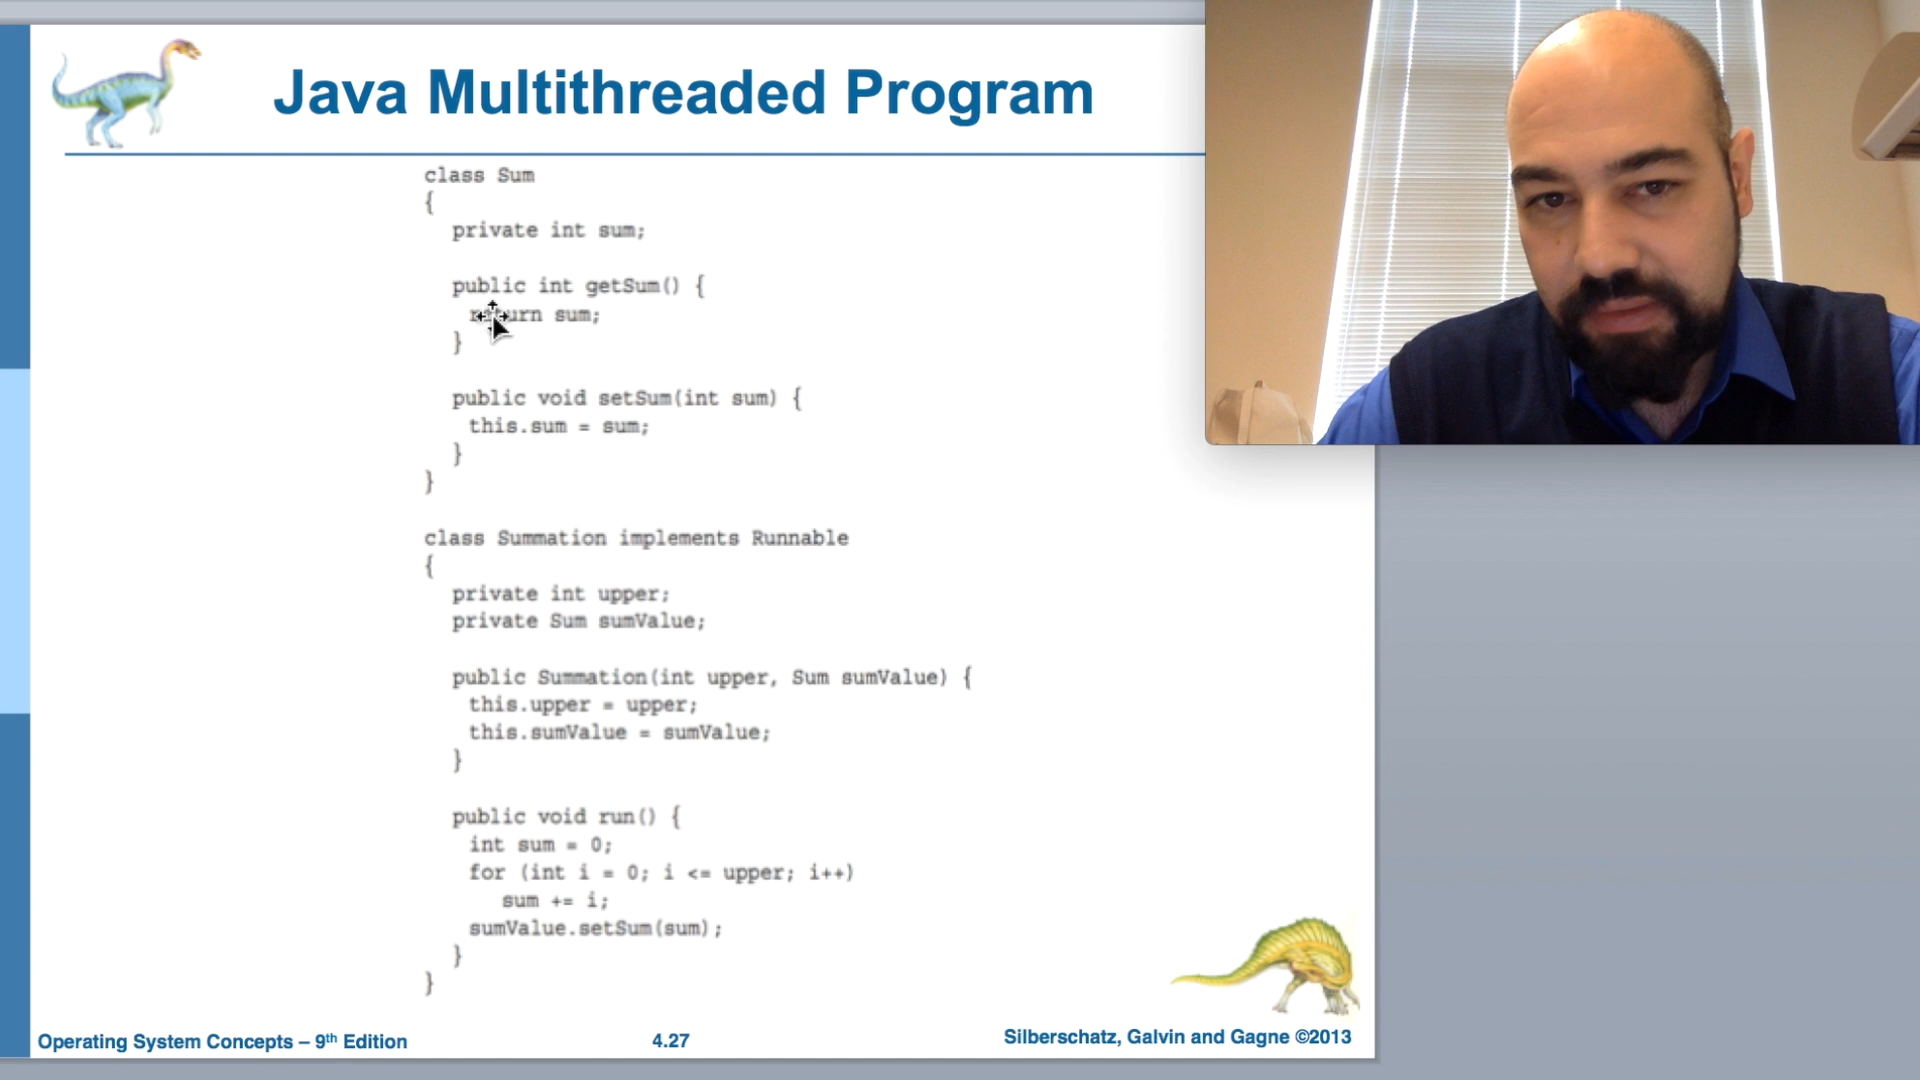 Java Multithreaded Program
class Sum
{
private int sum;
public int getSum() {
return sum;
}
public void setSum(int sum) {
this.sum = sum;
}
}
class Summation implements Runnable
{
private int upper;
private Sum sumValue;
public Summation(int upper, Sum sumValue) {
this.upper = upper;
this.sumValue = sumValue;
}
public void run() {
int sum = 0;
for (int i = 0; i <= upper; i++)
sum += i;
sumValue.setSum(sum);
}
}
Operating System Concepts – 9th Edition
4.27
Silberschatz, Galvin and Gagne ©2013